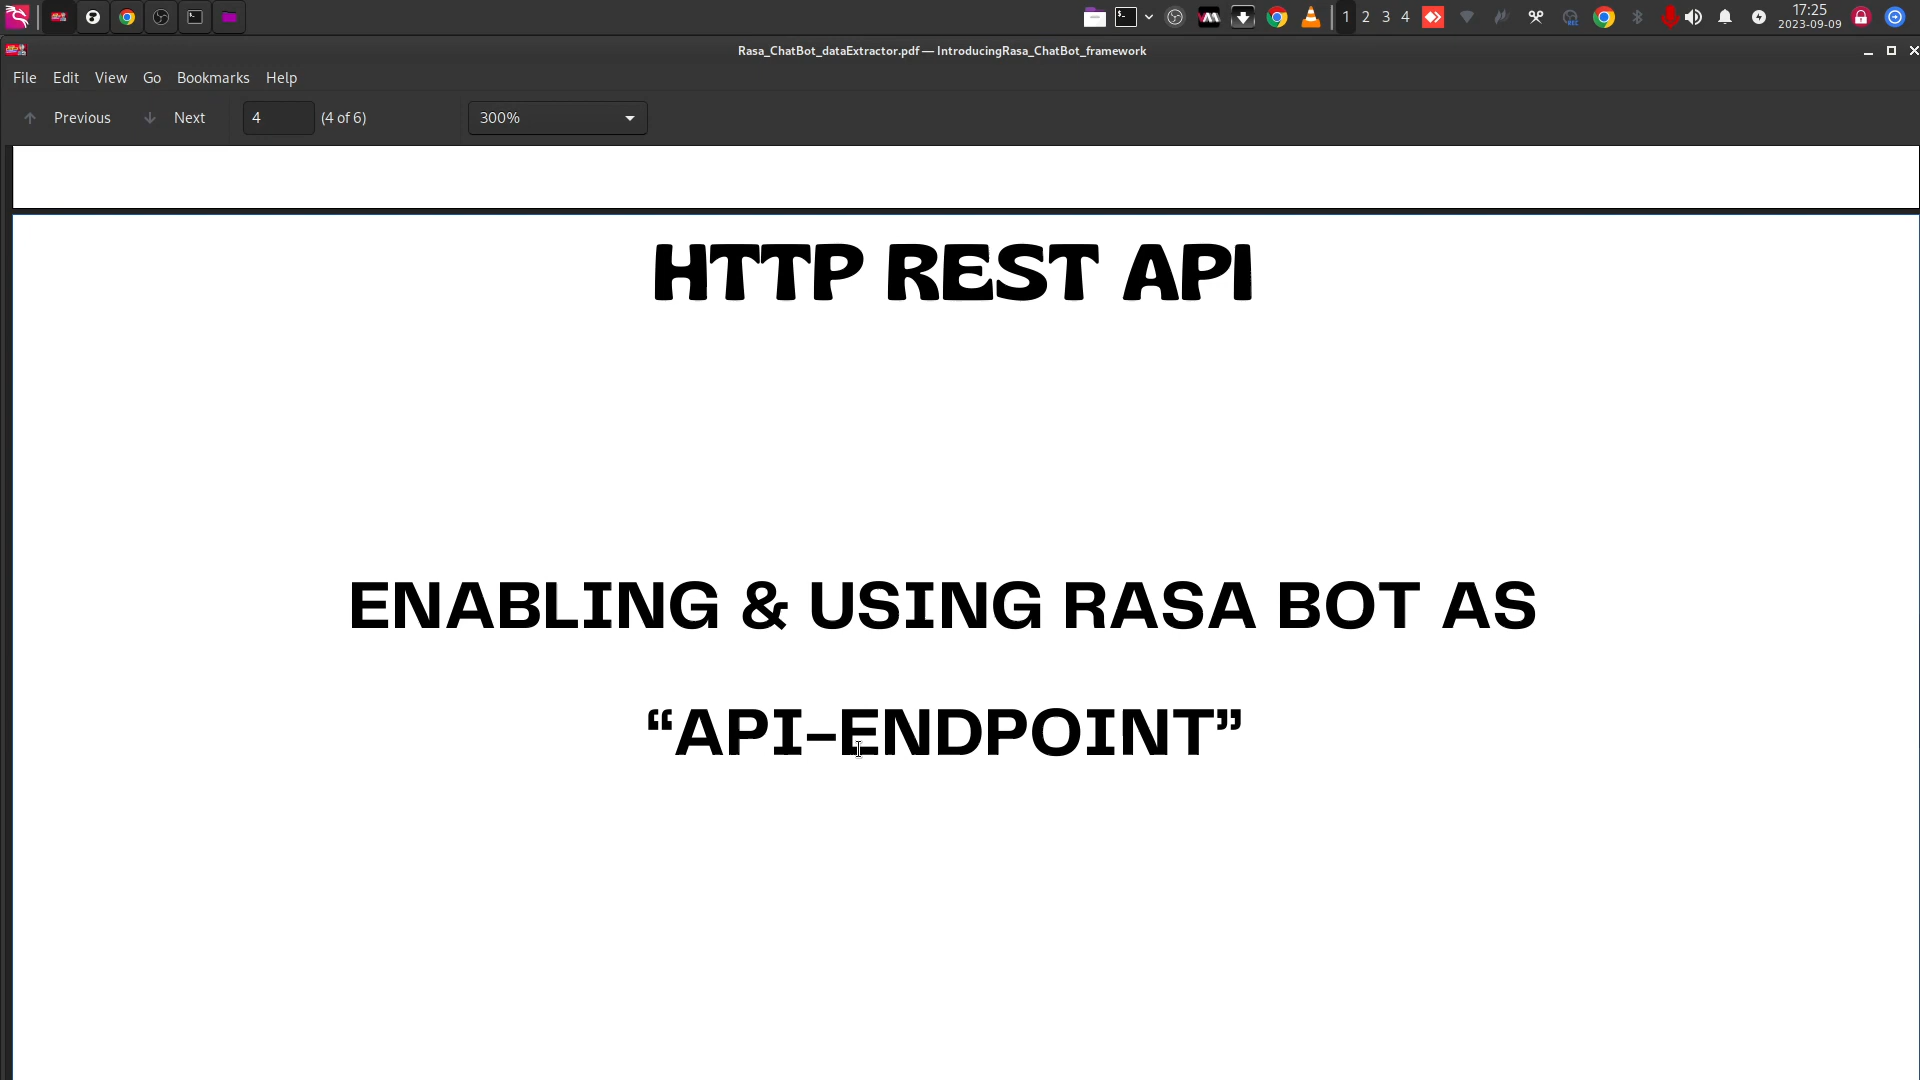 1 2 3 4
17:25
2023-09-09
Rasa_ChatBot_dataExtractor.pdf — IntroducingRasa_ChatBot_framework
File Edit View Go Bookmarks Help
Previous Next 4 (4 of 6) 300%
HTTP REST API
ENABLING & USING RASA BOT AS
“API–ENDPOINT”